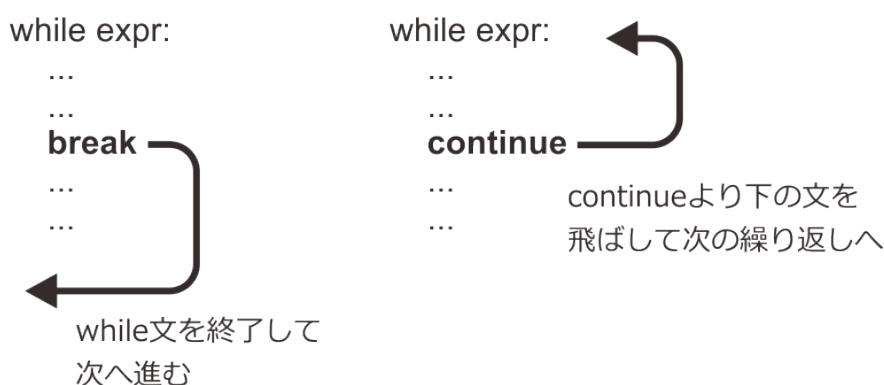 while expr:
...
...
break
...
...
while文を終了して
次へ進む
while expr:
...
...
continue
...
...
continueより下の文を
飛ばして次の繰り返しへ